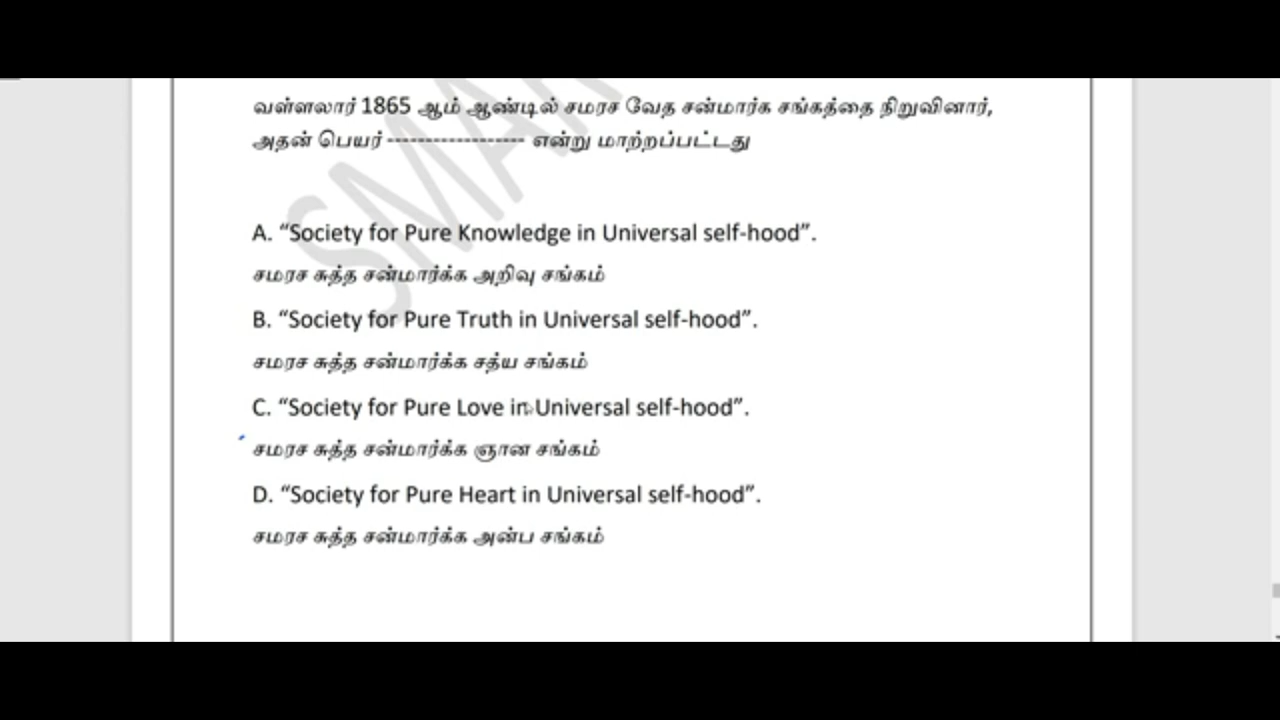 வள்ளலார் 1865 ஆம் ஆண்டில் சமரச வேத சன்மார்க சங்கத்தை நிறுவினார்,
அதன் பெயர் ------------------ என்று மாற்றப்பட்டது
A. “Society for Pure Knowledge in Universal self-hood”.
சமரச சுத்த சன்மார்க்க அறிவு சங்கம்
B. “Society for Pure Truth in Universal self-hood”.
சமரச சுத்த சன்மார்க்க சத்ய சங்கம்
C. “Society for Pure Love in Universal self-hood”.
சமரச சுத்த சன்மார்க்க ஞான சங்கம்
D. “Society for Pure Heart in Universal self-hood”.
சமரச சுத்த சன்மார்க்க அன்ப சங்கம்